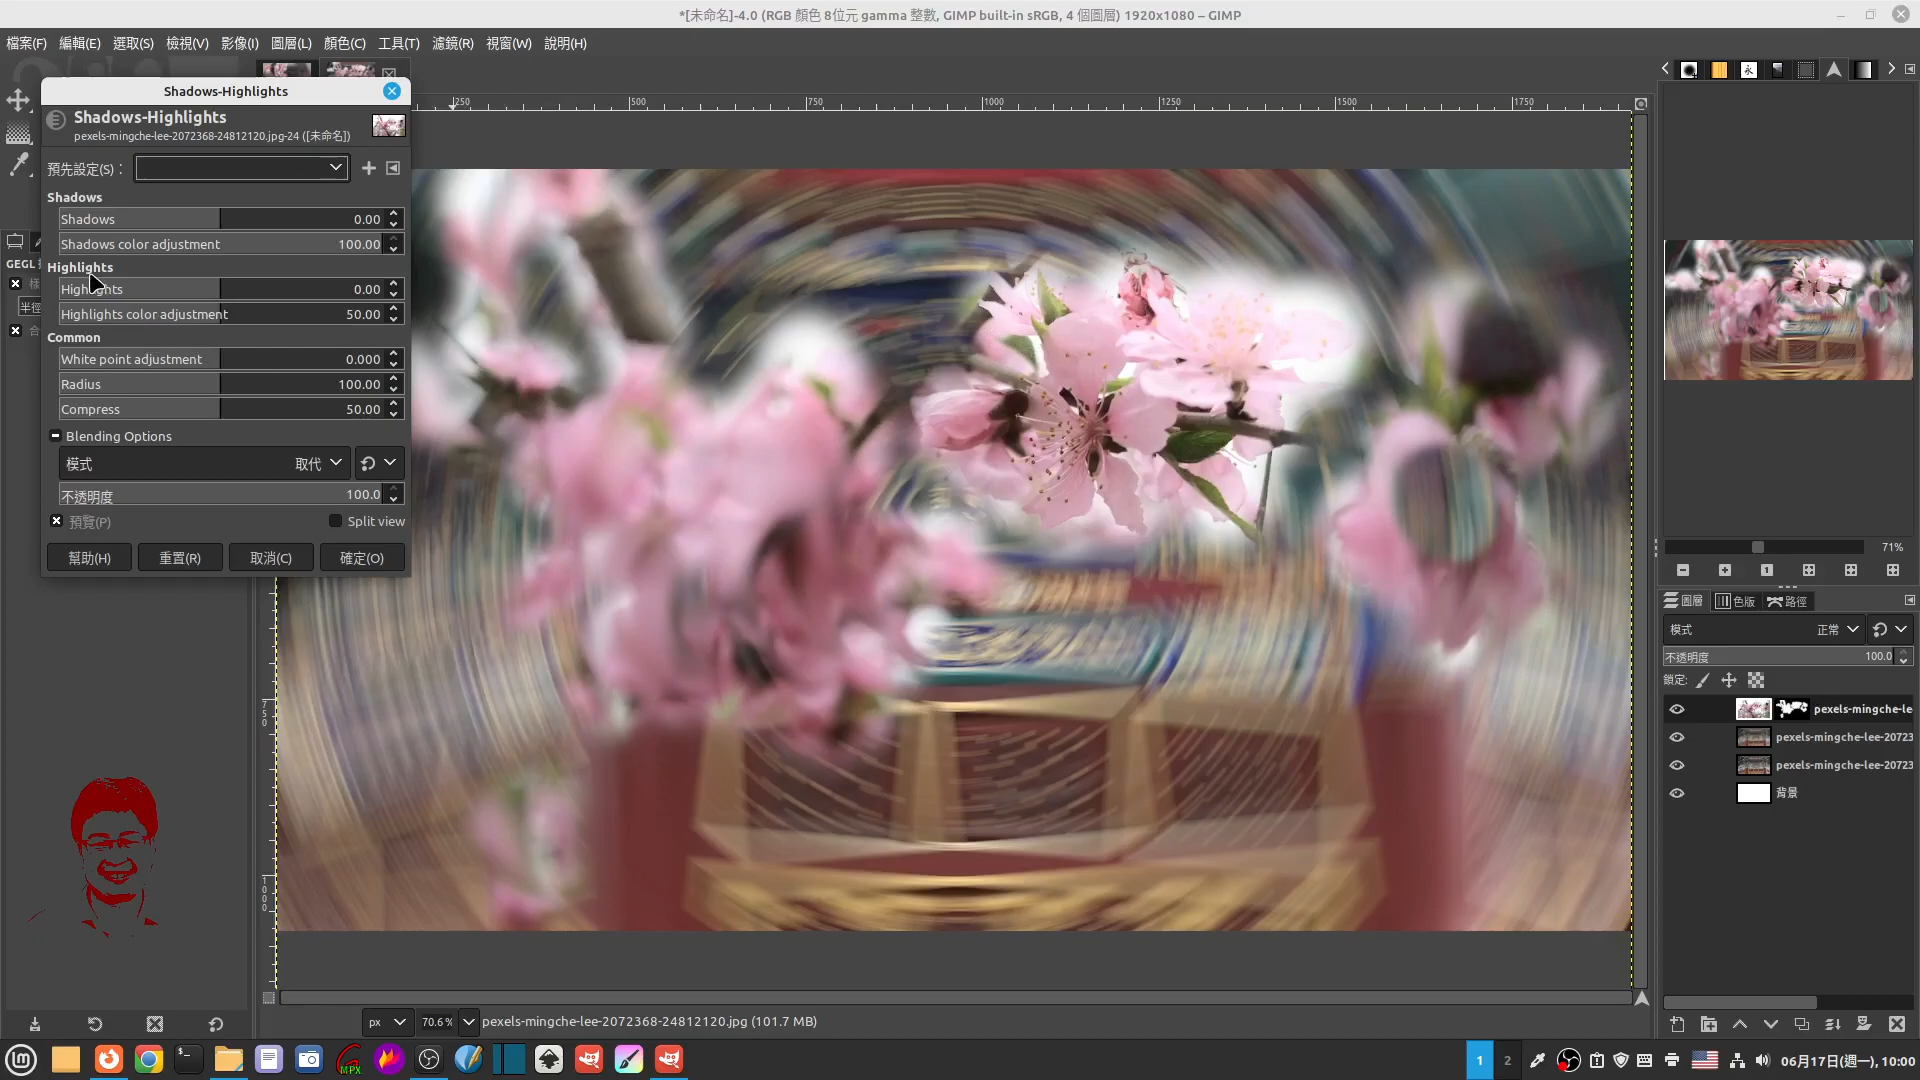 *[未命名]-4.0 (RGB 顏色 8位元 gamma 整數, GIMP built-in sRGB, 4 個圖層) 1920x1080 – GIMP
檔案(F) 編輯(E) 選取(S) 檢視(V) 影像(I) 圖層(L) 顏色(C) 工具(T) 濾鏡(R) 視窗(W) 說明(H)
Shadows-Highlights
Shadows-Highlights
pexels-mingche-lee-2072368-24812120.jpg-24 ([未命名])
預先設定(S)：
Shadows
Shadows 0.00
Shadows color adjustment 100.00
Highlights
Highlights 0.00
Highlights color adjustment 50.00
Common
White point adjustment 0.000
Radius 100.00
Compress 50.00
Blending Options
模式 取代
不透明度 100.0
預覽(P) Split view
幫助(H) 重置(R) 取消(C) 確定(O)
GEGL
半徑
合
250 500 750 1000 1250 1500 1750
750
1000
71%
圖層 色版 路徑
模式 正常
不透明度 100.0
鎖定:
pexels-mingche-le
pexels-mingche-lee-20723
pexels-mingche-lee-20723
背景
px 70.6 % pexels-mingche-lee-2072368-24812120.jpg (101.7 MB)
MPX
1 2 06月17日(週一), 10:00